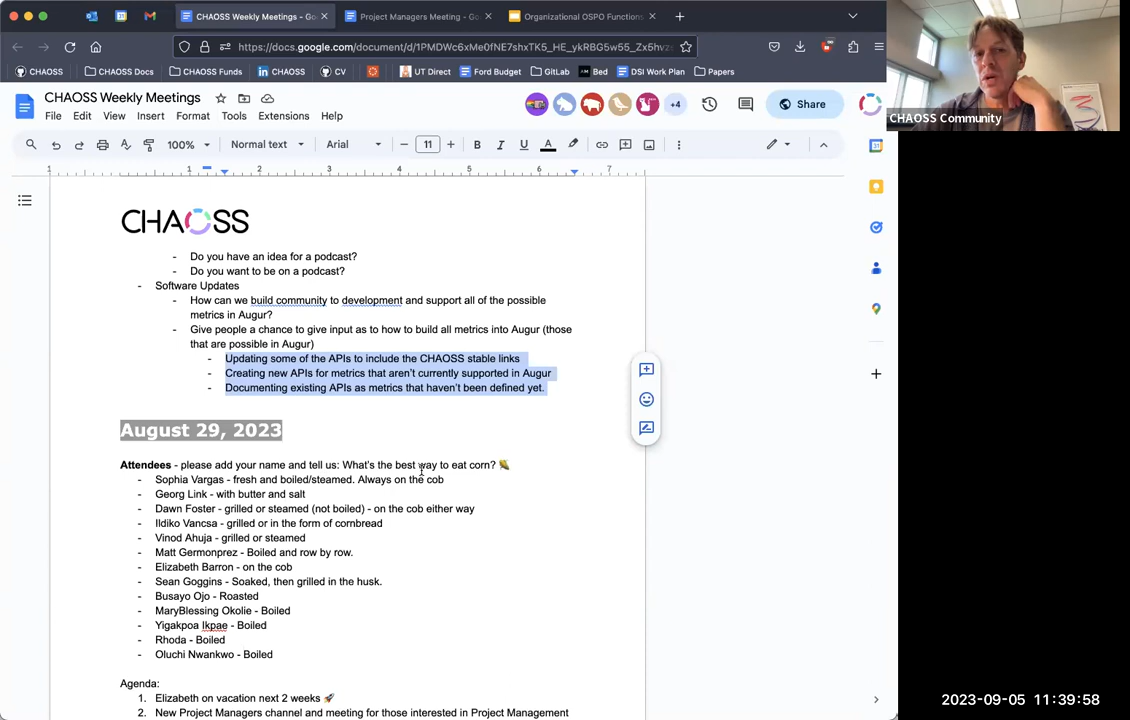 CHAOSS Weekly Meetings - Go
Project Managers Meeting - Go
Organizational OSPO Functions
https://docs.google.com/document/d/1PMDWc6xMe0fNE7shxTK5_HE_ykRBG5w55_Zx5hvz
CHAOSS
CHAOSS Docs
CHAOSS Funds
CHAOSS
CV
UT Direct
Ford Budget
GitLab
Bed
DSI Work Plan
Papers
CHAOSS Community
CHAOSS Weekly Meetings
File Edit View Insert Format Tools Extensions Help
+4
Share
100%
Normal text
Arial
11
B I U A
1 1 2 3 4 5 6 7
CHAOSS
- Do you have an idea for a podcast?
- Do you want to be on a podcast?
- Software Updates
- How can we build community to development and support all of the possible
metrics in Augur?
- Give people a chance to give input as to how to build all metrics into Augur (those
that are possible in Augur)
- Updating some of the APIs to include the CHAOSS stable links
- Creating new APIs for metrics that aren't currently supported in Augur
- Documenting existing APIs as metrics that haven't been defined yet.
August 29, 2023
Attendees - please add your name and tell us: What's the best way to eat corn? 🌽
- Sophia Vargas - fresh and boiled/steamed. Always on the cob
- Georg Link - with butter and salt
- Dawn Foster - grilled or steamed (not boiled) - on the cob either way
- Ildiko Vancsa - grilled or in the form of cornbread
- Vinod Ahuja - grilled or steamed
- Matt Germonprez - Boiled and row by row.
- Elizabeth Barron - on the cob
- Sean Goggins - Soaked, then grilled in the husk.
- Busayo Ojo - Roasted
- MaryBlessing Okolie - Boiled
- Yigakpoa Ikpae - Boiled
- Rhoda - Boiled
- Oluchi Nwankwo - Boiled
Agenda:
1. Elizabeth on vacation next 2 weeks 🚀
2. New Project Managers channel and meeting for those interested in Project Management
2023-09-05 11:39:58